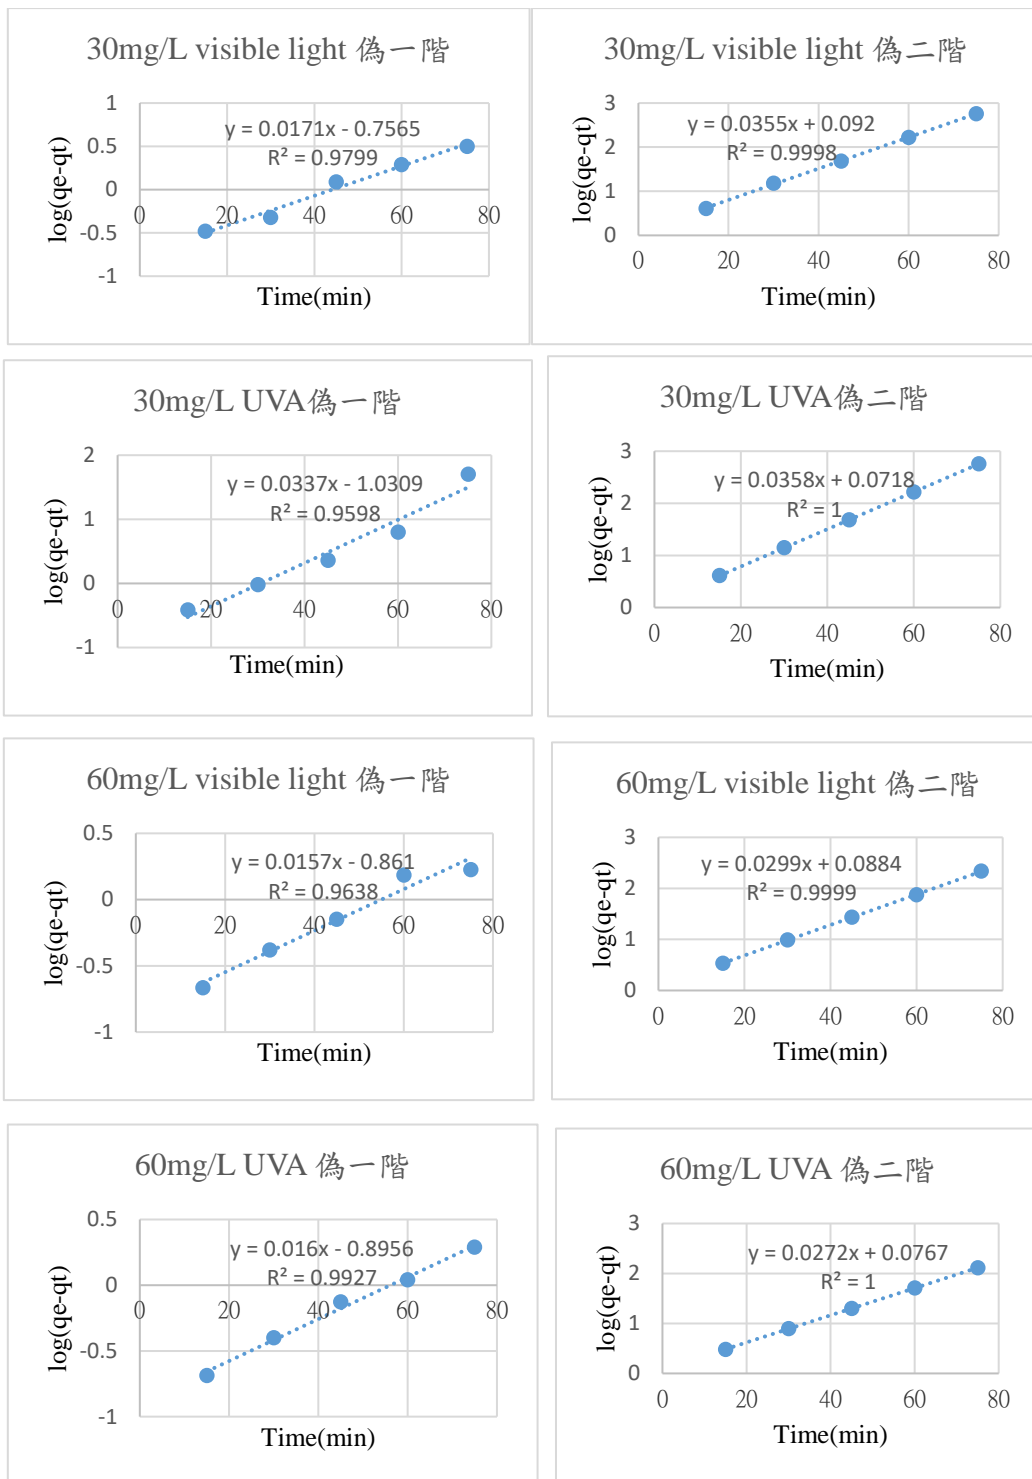 30mg/L visible light 偽一階
1
0.5
0
-0.5
-1
0
20
40
60
80
y = 0.0171x - 0.7565
R² = 0.9799
log(qe-qt)
Time(min)
30mg/L visible light 偽二階
3
2
1
0
0
20
40
60
80
y = 0.0355x + 0.092
R² = 0.9998
log(qe-qt)
Time(min)
30mg/L UVA偽一階
2
1
0
-1
0
20
40
60
80
y = 0.0337x - 1.0309
R² = 0.9598
log(qe-qt)
Time(min)
30mg/L UVA偽二階
3
2
1
0
0
20
40
60
80
y = 0.0358x + 0.0718
R² = 1
log(qe-qt)
Time(min)
60mg/L visible light 偽一階
0.5
0
-0.5
-1
0
20
40
60
80
y = 0.0157x - 0.861
R² = 0.9638
log(qe-qt)
Time(min)
60mg/L visible light 偽二階
3
2
1
0
0
20
40
60
80
y = 0.0299x + 0.0884
R² = 0.9999
log(qe-qt)
Time(min)
60mg/L UVA 偽一階
0.5
0
-0.5
-1
0
20
40
60
80
y = 0.016x - 0.8956
R² = 0.9927
log(qe-qt)
Time(min)
60mg/L UVA 偽二階
3
2
1
0
0
20
40
60
80
y = 0.0272x + 0.0767
R² = 1
log(qe-qt)
Time(min)